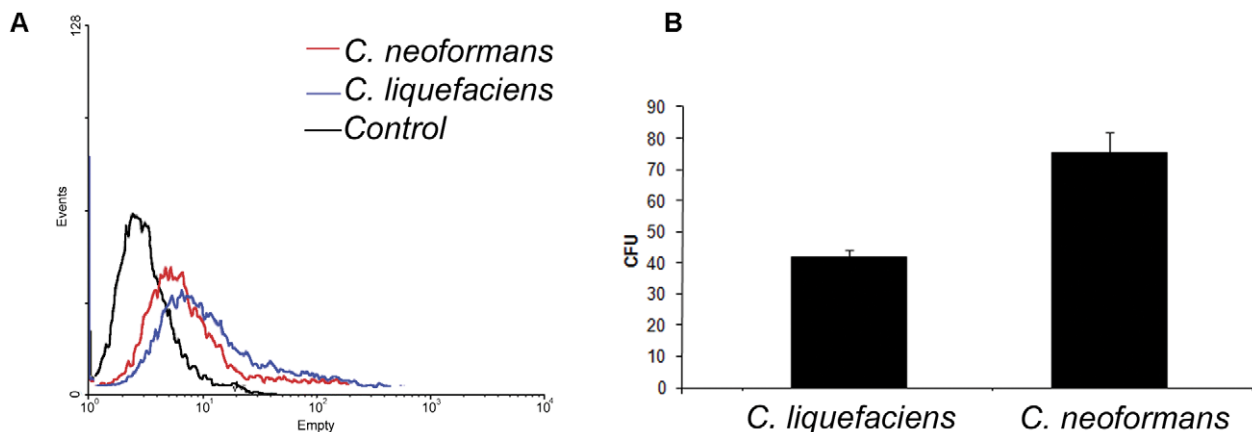 A
128
Events
0
C. neoformans
C. liquefaciens
Control
10⁰ 10¹ 10² 10³ 10⁴
Empty
B
90
80
70
60
50
40
30
20
10
0
CFU
C. liquefaciens C. neoformans